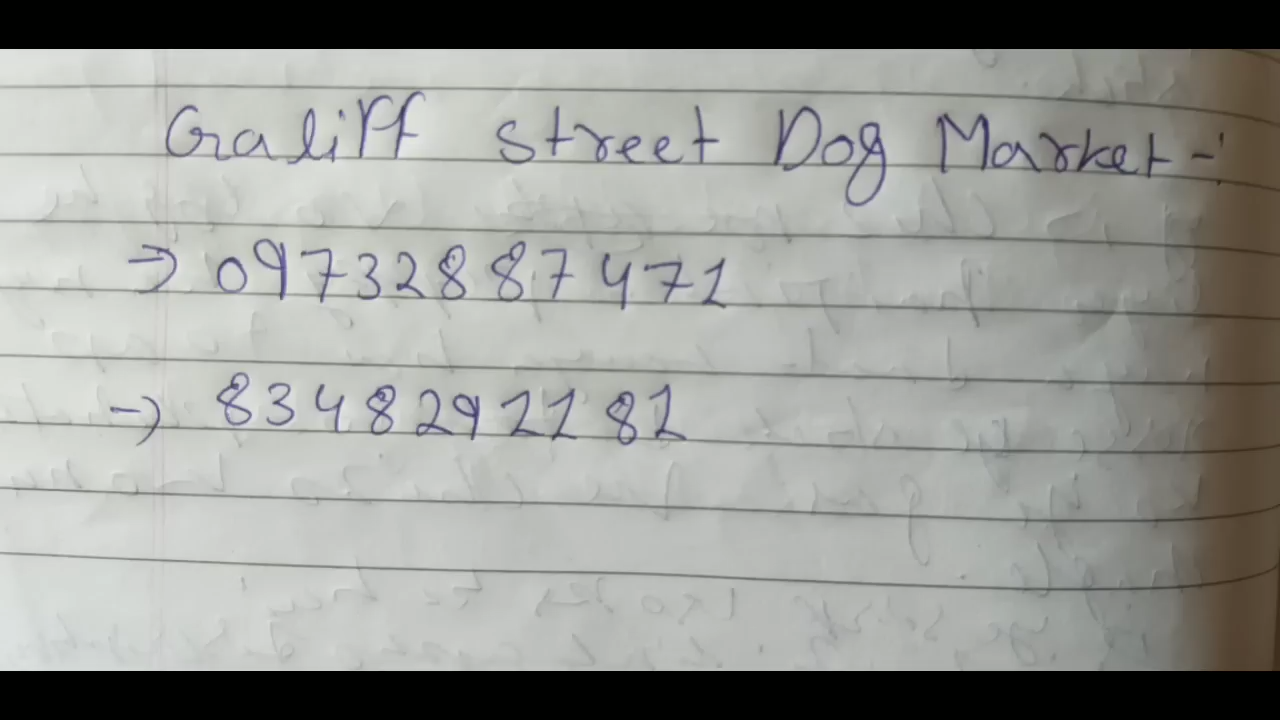 Galiff Street Dog Market -:
⇒ 09732887471
→ 8348292181